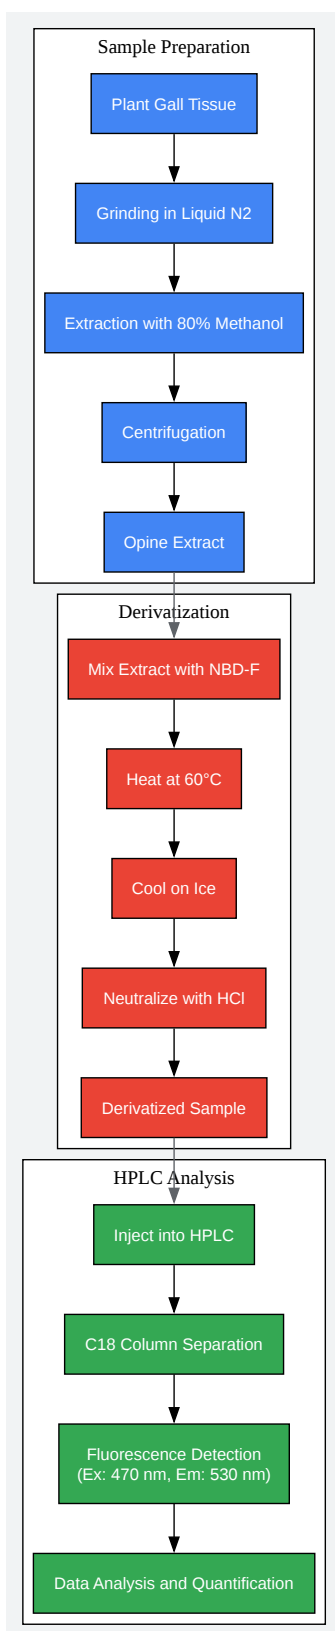 Sample Preparation
Plant Gall Tissue
Grinding in Liquid N2
Extraction with 80% Methanol
Centrifugation
Opine Extract
Derivatization
Mix Extract with NBD-F
Heat at 60°C
Cool on Ice
Neutralize with HCl
Derivatized Sample
HPLC Analysis
Inject into HPLC
C18 Column Separation
Fluorescence Detection
(Ex: 470 nm, Em: 530 nm)
Data Analysis and Quantification